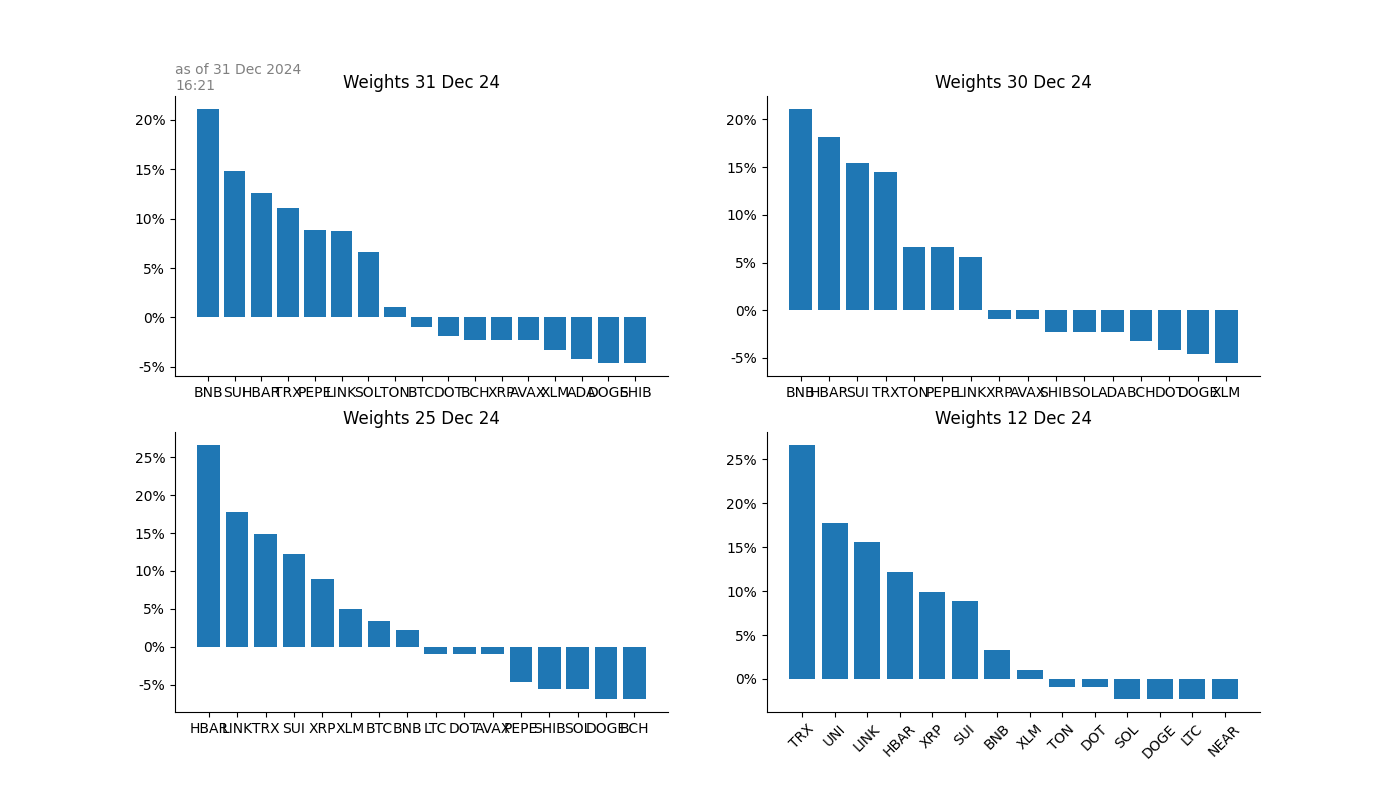 as of 31 Dec 2024
16:21
Weights 31 Dec 24
20%
15%
10%
5%
0%
-5%
BNB SUI HBAR TRX PEPE LINK SOL TON BTC DOT BCH XRP AVAX XLM ADA DOGE SHIB
Weights 30 Dec 24
20%
15%
10%
5%
0%
-5%
BNB HBAR SUI TRX TON PEPE LINK XRP AVAX SHIB SOL ADA BCH DOT DOGE XLM
Weights 25 Dec 24
25%
20%
15%
10%
5%
0%
-5%
HBAR LINK TRX SUI XRP XLM BTC BNB LTC DOT AVAX PEPE SHIB SOL DOGE BCH
Weights 12 Dec 24
25%
20%
15%
10%
5%
0%
TRX UNI LINK HBAR XRP SUI BNB XLM TON DOT SOL DOGE LTC NEAR